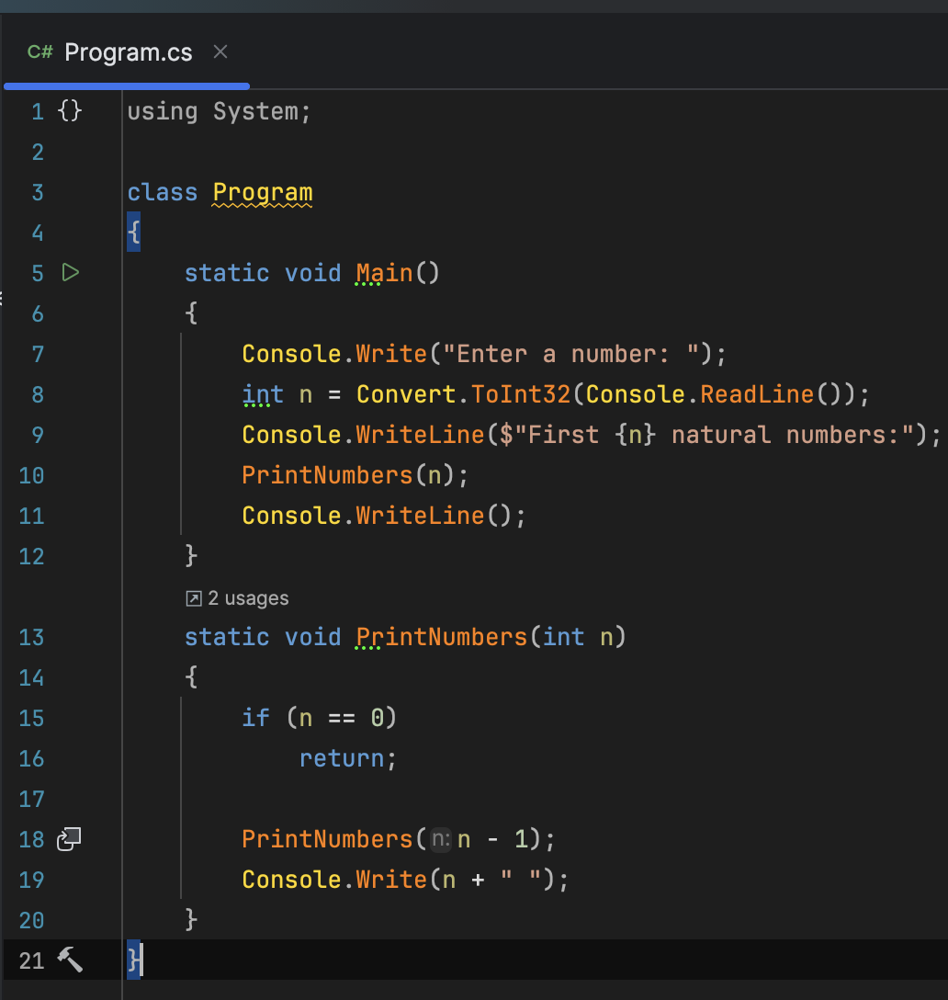 C# Program.cs ×
1 {} using System;
2
3 class Program
4 {
5     static void Main()
6     {
7         Console.Write("Enter a number: ");
8         int n = Convert.ToInt32(Console.ReadLine());
9         Console.WriteLine($"First {n} natural numbers:");
10         PrintNumbers(n);
11         Console.WriteLine();
12     }
2 usages
13     static void PrintNumbers(int n)
14     {
15         if (n == 0)
16             return;
17
18         PrintNumbers(n: n - 1);
19         Console.Write(n + " ");
20     }
21 }